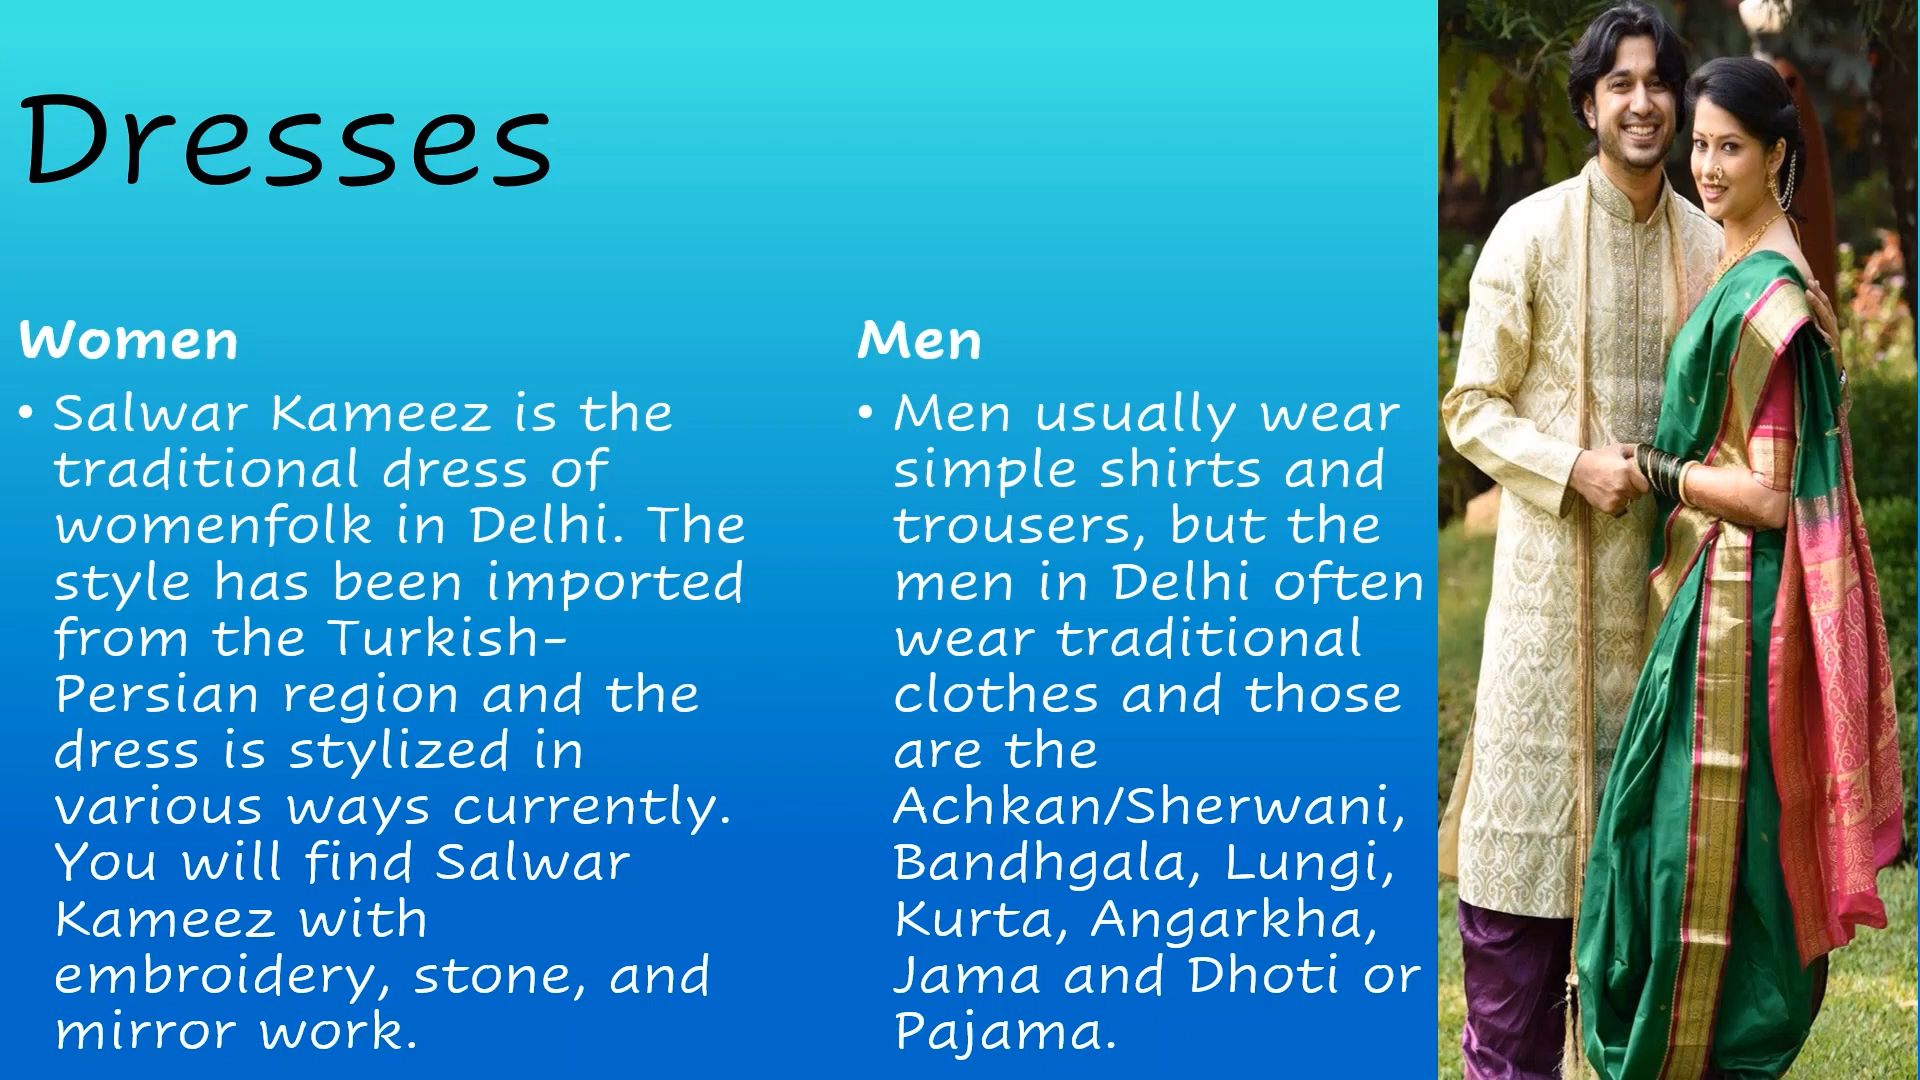 Dresses
Women
• Salwar Kameez is the
traditional dress of
womenfolk in Delhi. The
style has been imported
from the Turkish-
Persian region and the
dress is stylized in
various ways currently.
You will find Salwar
Kameez with
embroidery, stone, and
mirror work.
Men
• Men usually wear
simple shirts and
trousers, but the
men in Delhi often
wear traditional
clothes and those
are the
Achkan/Sherwani,
Bandhgala, Lungi,
Kurta, Angarkha,
Jama and Dhoti or
Pajama.